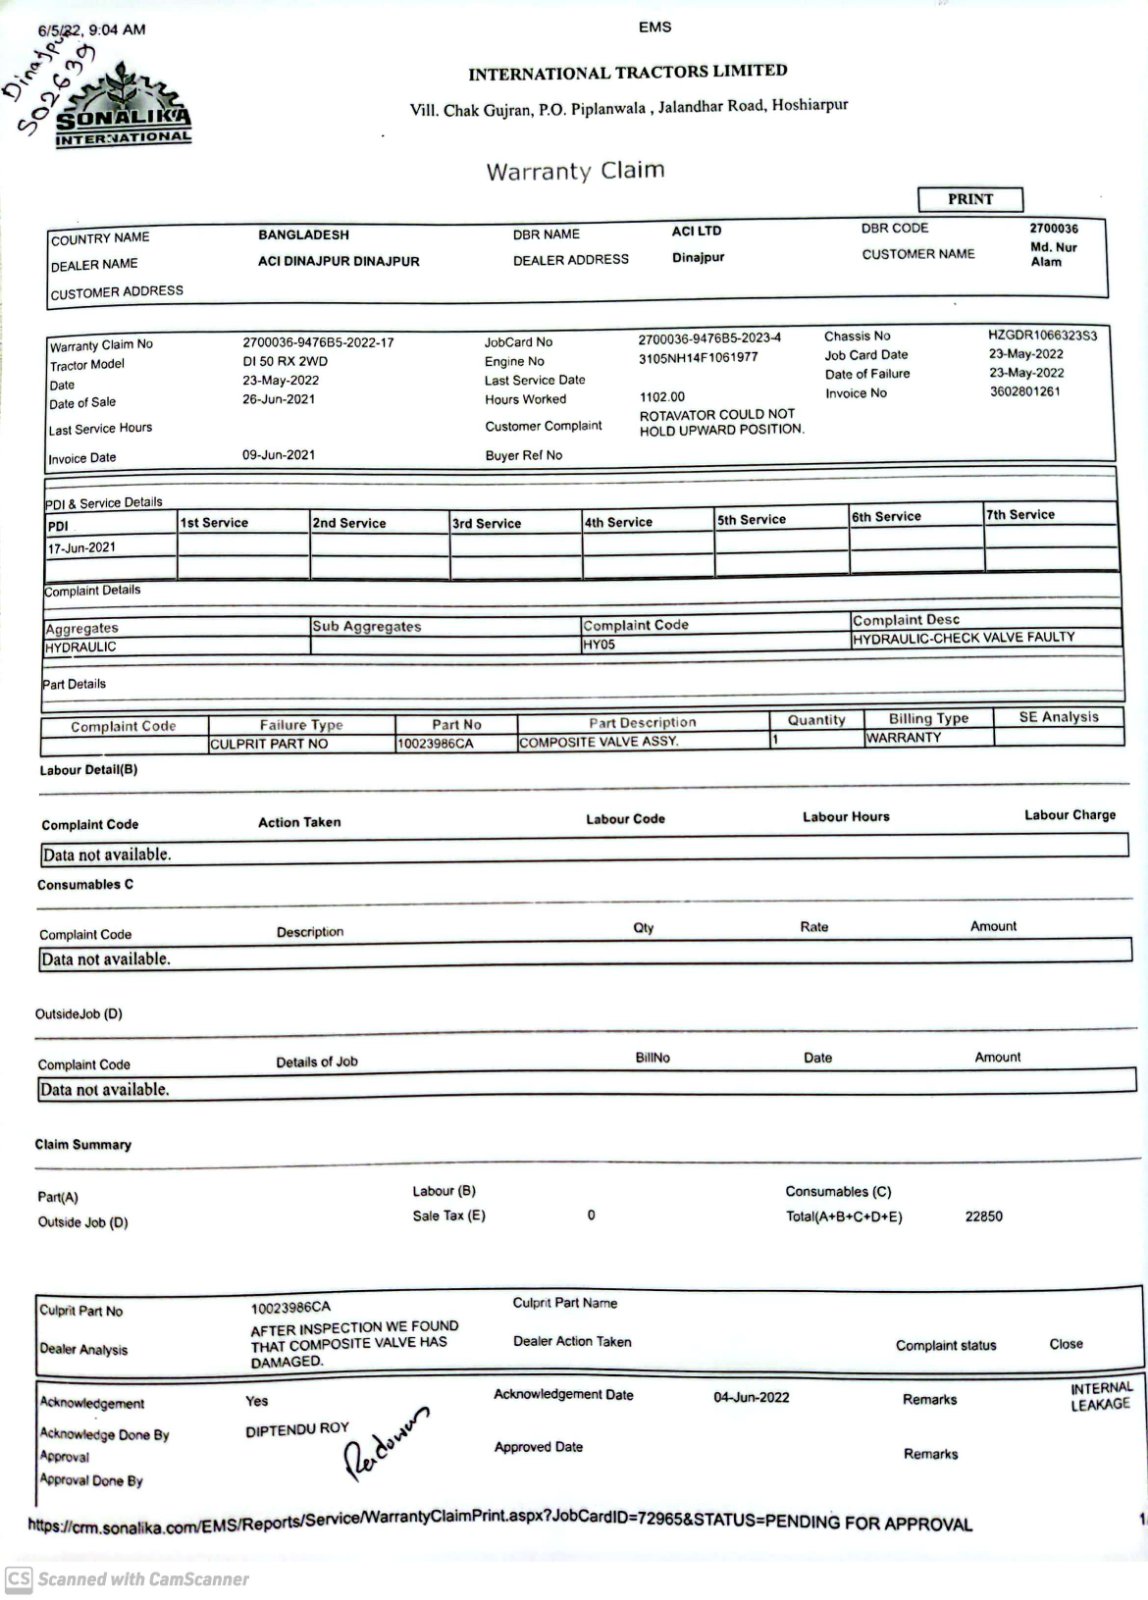 6/5/22, 9:04 AM
EMS
Dinajpur
S02639
SONALIKA
INTERNATIONAL
INTERNATIONAL TRACTORS LIMITED
Vill. Chak Gujran, P.O. Piplanwala , Jalandhar Road, Hoshiarpur
Warranty Claim
PRINT
COUNTRY NAME BANGLADESH DBR NAME ACI LTD DBR CODE 2700036
DEALER NAME ACI DINAJPUR DINAJPUR DEALER ADDRESS Dinajpur CUSTOMER NAME Md. Nur
Alam
CUSTOMER ADDRESS
Warranty Claim No 2700036-9476B5-2022-17 JobCard No 2700036-9476B5-2023-4 Chassis No HZGDR1066323S3
Tractor Model DI 50 RX 2WD Engine No 3105NH14F1061977 Job Card Date 23-May-2022
Date 23-May-2022 Last Service Date Date of Failure 23-May-2022
Date of Sale 26-Jun-2021 Hours Worked 1102.00 Invoice No 3602801261
Last Service Hours Customer Complaint ROTAVATOR COULD NOT
HOLD UPWARD POSITION.
Invoice Date 09-Jun-2021 Buyer Ref No
PDI & Service Details
PDI 1st Service 2nd Service 3rd Service 4th Service 5th Service 6th Service 7th Service
17-Jun-2021
Complaint Details
Aggregates Sub Aggregates Complaint Code Complaint Desc
HYDRAULIC HY05 HYDRAULIC-CHECK VALVE FAULTY
Part Details
Complaint Code Failure Type Part No Part Description Quantity Billing Type SE Analysis
CULPRIT PART NO 10023986CA COMPOSITE VALVE ASSY. 1 WARRANTY
Labour Detail(B)
Complaint Code Action Taken Labour Code Labour Hours Labour Charge
Data not available.
Consumables C
Complaint Code Description Qty Rate Amount
Data not available.
OutsideJob (D)
Complaint Code Details of Job BillNo Date Amount
Data not available.
Claim Summary
Part(A) Labour (B) Consumables (C)
Outside Job (D) Sale Tax (E) 0 Total(A+B+C+D+E) 22850
Culprit Part No 10023986CA Culprit Part Name
Dealer Analysis AFTER INSPECTION WE FOUND
THAT COMPOSITE VALVE HAS
DAMAGED. Dealer Action Taken Complaint status Close
Acknowledgement Yes Acknowledgement Date 04-Jun-2022 Remarks INTERNAL
LEAKAGE
Acknowledge Done By DIPTENDU ROY
Approval Approved Date Remarks
Approval Done By
https://crm.sonalika.com/EMS/Reports/Service/WarrantyClaimPrint.aspx?JobCardID=72965&STATUS=PENDING FOR APPROVAL
CS Scanned with CamScanner